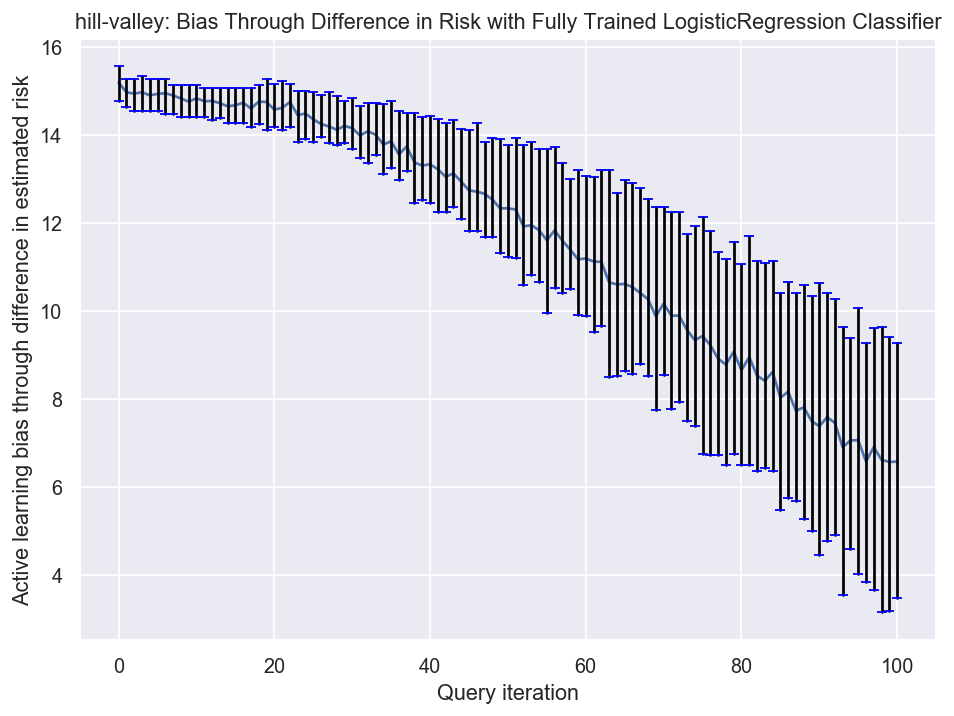 hill-valley: Bias Through Difference in Risk with Fully Trained LogisticRegression Classifier
Active learning bias through difference in estimated risk
16
14
12
10
8
6
4
0 20 40 60 80 100
Query iteration